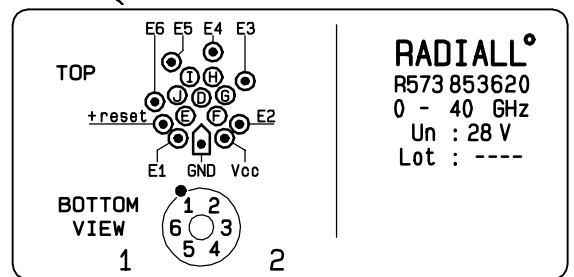 E6 E5 E4 E3
TOP
I H
J D G
E F
+reset
E2
E1 GND Vcc
BOTTOM
VIEW
1 2
6 3
5 4
1 2
RADIALL°
R573 853620
0 - 40 GHz
Un : 28 V
Lot : ----